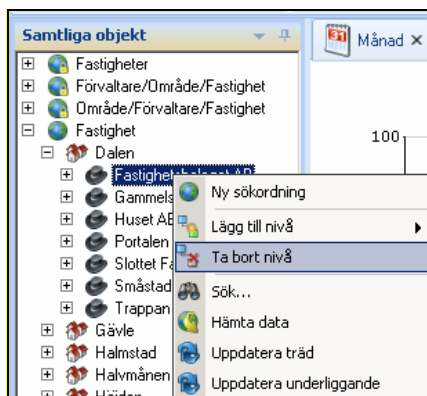 Samtliga objekt
31 Månad
Fastigheter
Förvaltare/Område/Fastighet
Område/Förvaltare/Fastighet
Fastighet
100
Dalen
Fastighetsbolaget AB
Ny sökordning
Lägg till nivå
Huset AB
Portalen
Ta bort nivå
Slottet
Småstad
Sök...
Trappan
Hämta data
Gävle
Halmstad
Uppdatera träd
Halvmånen
Uppdatera underliggande